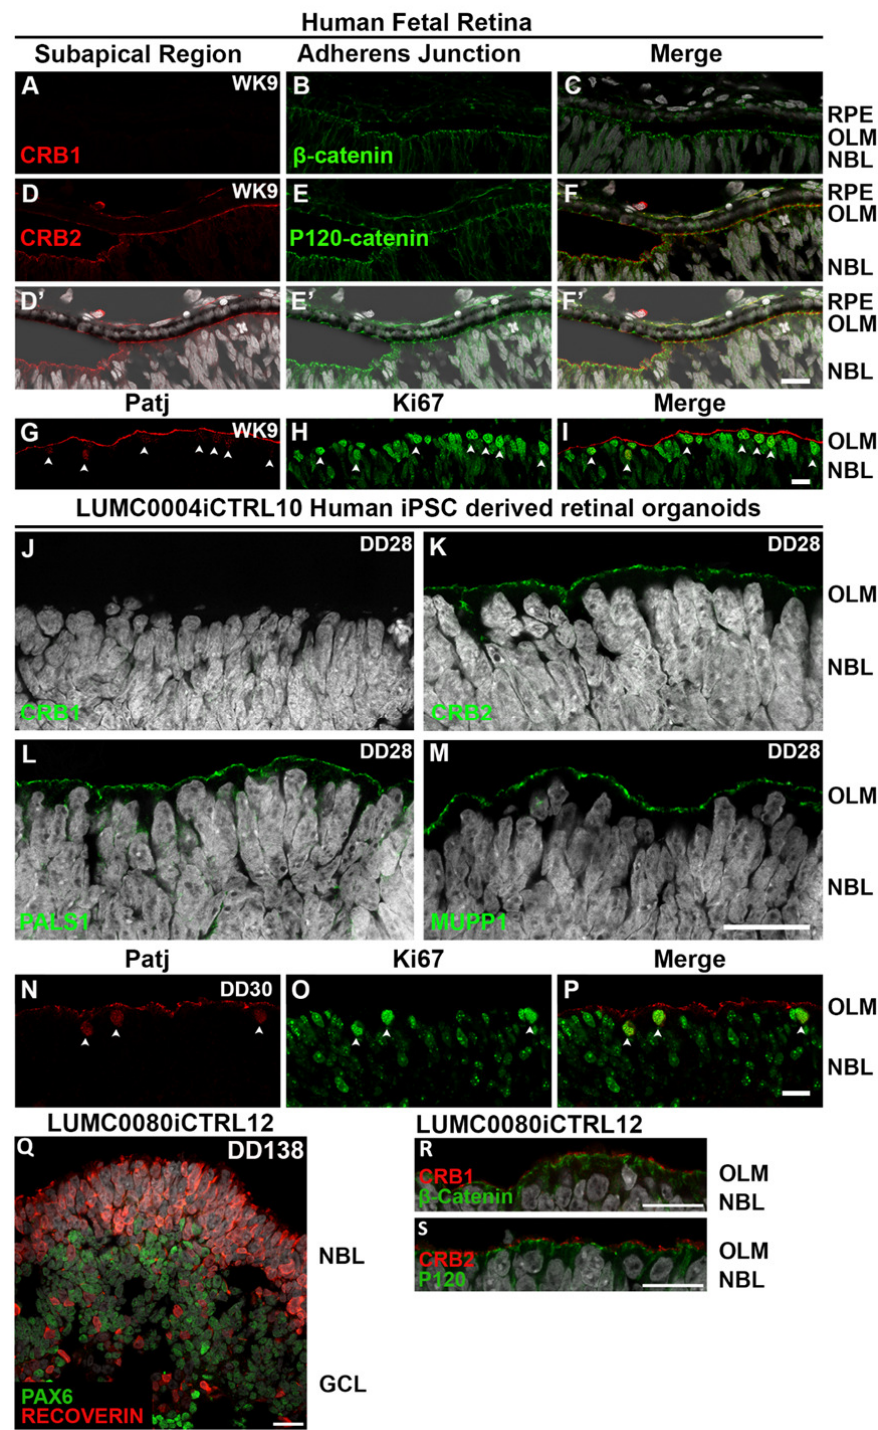 Human Fetal Retina
Subapical Region Adherens Junction Merge
A WK9 B C
RPE
OLM
NBL
CRB1 β-catenin
D WK9 E F
RPE
OLM
NBL
CRB2 P120-catenin
D’ E’ F’
RPE
OLM
NBL
Patj Ki67 Merge
G WK9 H I
OLM
NBL
LUMC0004iCTRL10 Human iPSC derived retinal organoids
J DD28 K DD28
OLM
NBL
CRB1 CRB2
L DD28 M DD28
OLM
NBL
PALS1 MUPP1
Patj Ki67 Merge
N DD30 O P
OLM
NBL
LUMC0080iCTRL12
Q DD138
NBL
GCL
PAX6
RECOVERIN
LUMC0080iCTRL12
R
CRB1
β-Catenin
OLM
NBL
S
CRB2
P120
OLM
NBL